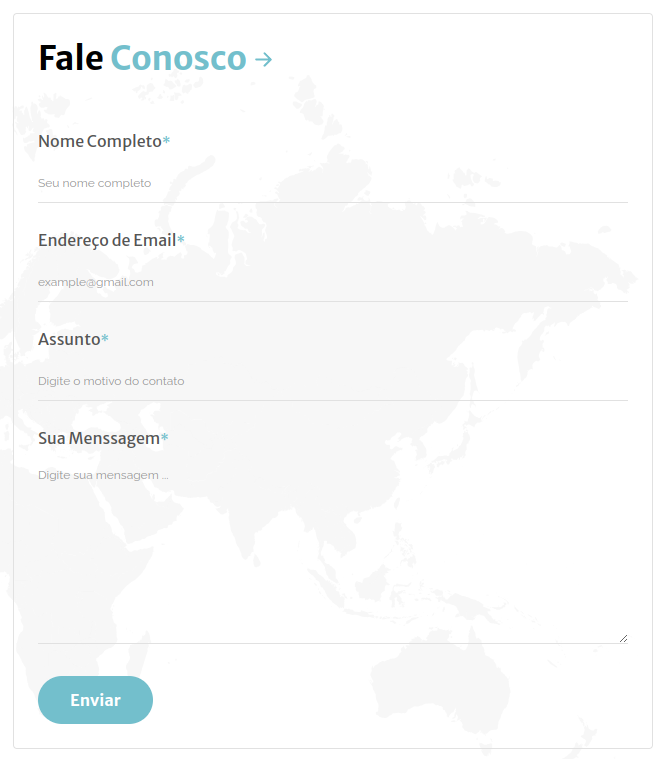 Fale Conosco →
Nome Completo*
Seu nome completo
Endereço de Email*
example@gmail.com
Assunto*
Digite o motivo do contato
Sua Menssagem*
Digite sua mensagem ...
Enviar